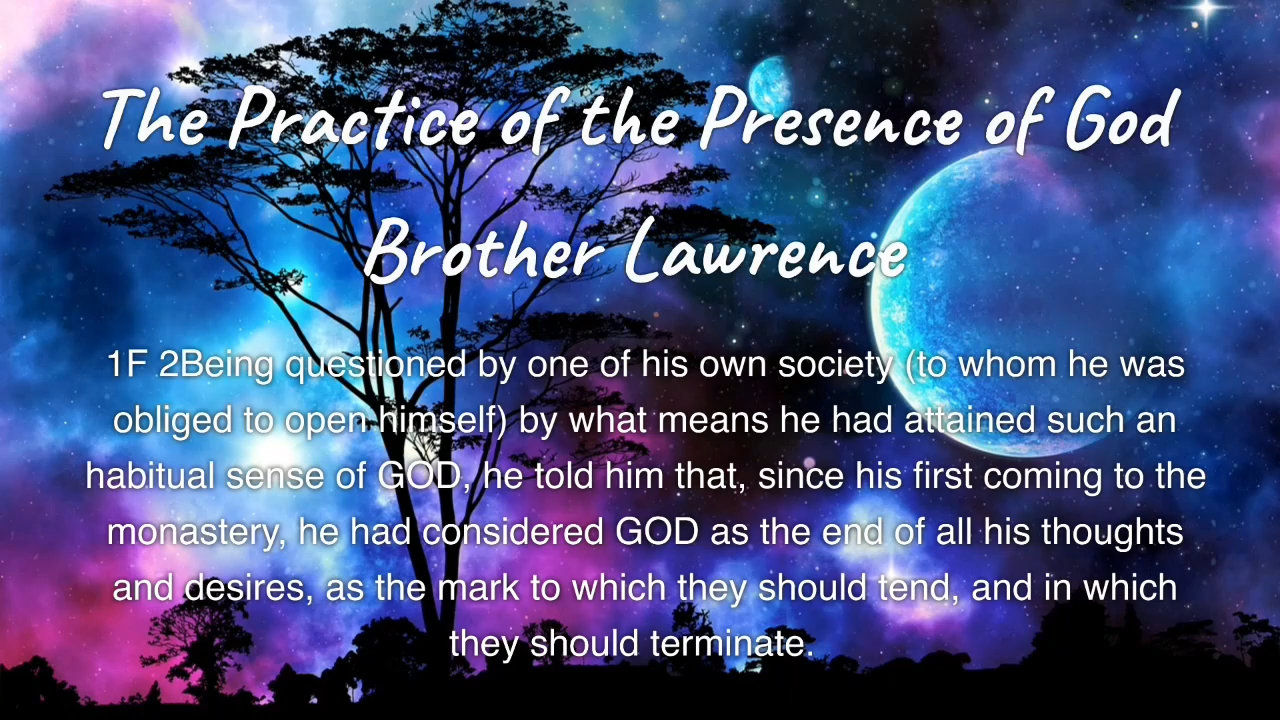 The Practice of the Presence of God
Brother Lawrence
1F 2Being questioned by one of his own society (to whom he was
obliged to open himself) by what means he had attained such an
habitual sense of GOD, he told him that, since his first coming to the
monastery, he had considered GOD as the end of all his thoughts
and desires, as the mark to which they should tend, and in which
they should terminate.